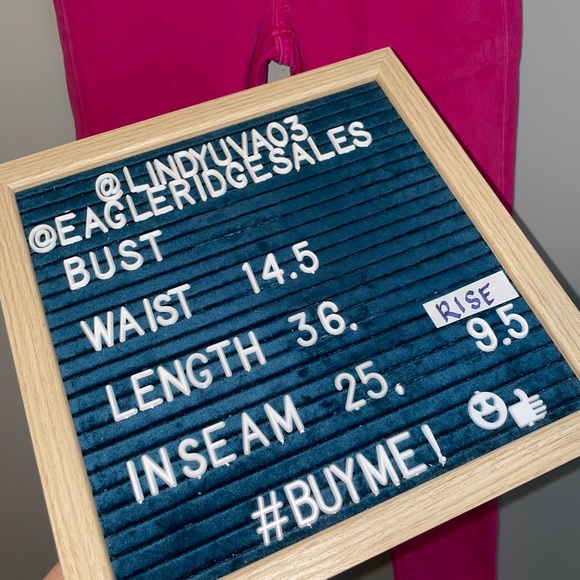 @LINDYUVA03
@EAGLERIDGESALES
BUST
WAIST 14.5
LENGTH 36. RISE
INSEAM 25. 9.5
#BUYME!